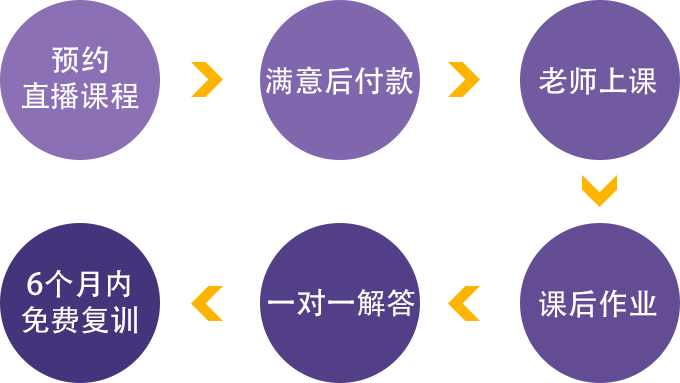 预约
直播课程
满意后付款
老师上课
课后作业
一对一解答
6个月内
免费复训